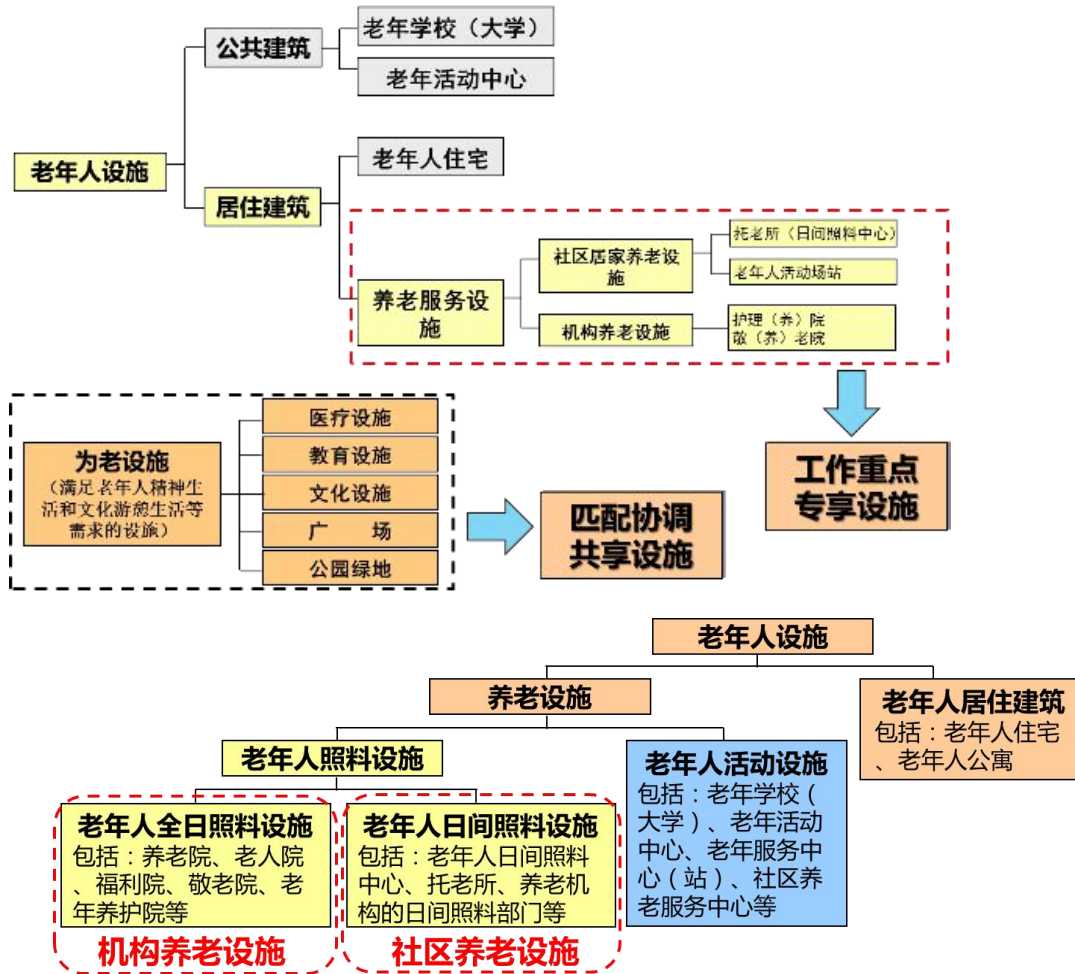 老年学校（大学）
公共建筑
老年活动中心
老年人住宅
老年人设施
居住建筑
托老所（日间照料中心）
社区居家养老设
施
老年人活动场站
养老服务设
施
机构养老设施
护理（养）院
敬（养）老院
医疗设施
为老设施
（满足老年人精神生
活和文化游憩生活等
需求的设施）
教育设施
文化设施
广　　场
公园绿地
匹配协调
共享设施
工作重点
专享设施
老年人设施
养老设施
老年人居住建筑
包括：老年人住宅
、老年人公寓
老年人照料设施
老年人活动设施
包括：老年学校（
大学）、老年活动
中心、老年服务中
心（站）、社区养
老服务中心等
老年人全日照料设施
包括：养老院、老人院
、福利院、敬老院、老
年养护院等
机构养老设施
老年人日间照料设施
包括：老年人日间照料
中心、托老所、养老机
构的日间照料部门等
社区养老设施